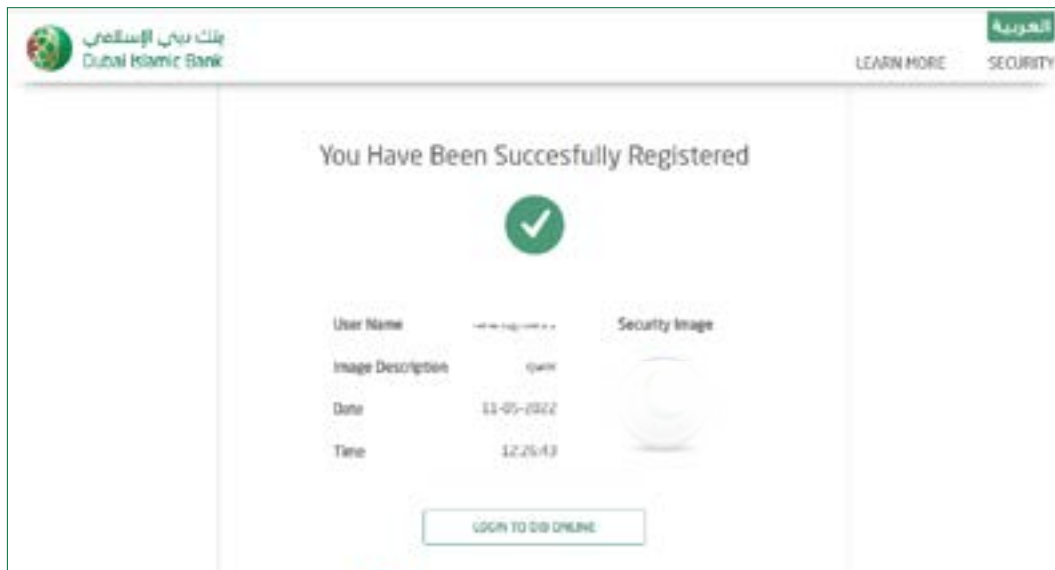 بنك دبي الإسلامي
Dubai Islamic Bank
العربية
LEARN MORE
SECURITY
You Have Been Succesfully Registered
User Name
Security Image
Image Description
Date 11-05-2022
Time 12:26:43
LOGIN TO DIB ONLINE